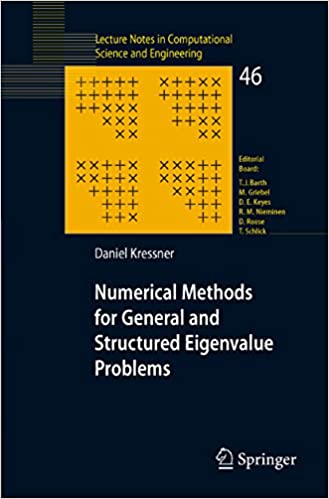 Lecture Notes in Computational
Science and Engineering
46
Editorial
Board:
T. J. Barth
M. Griebel
D. E. Keyes
R. M. Nieminen
D. Roose
T. Schlick
Daniel Kressner
Numerical Methods
for General and
Structured Eigenvalue
Problems
Springer